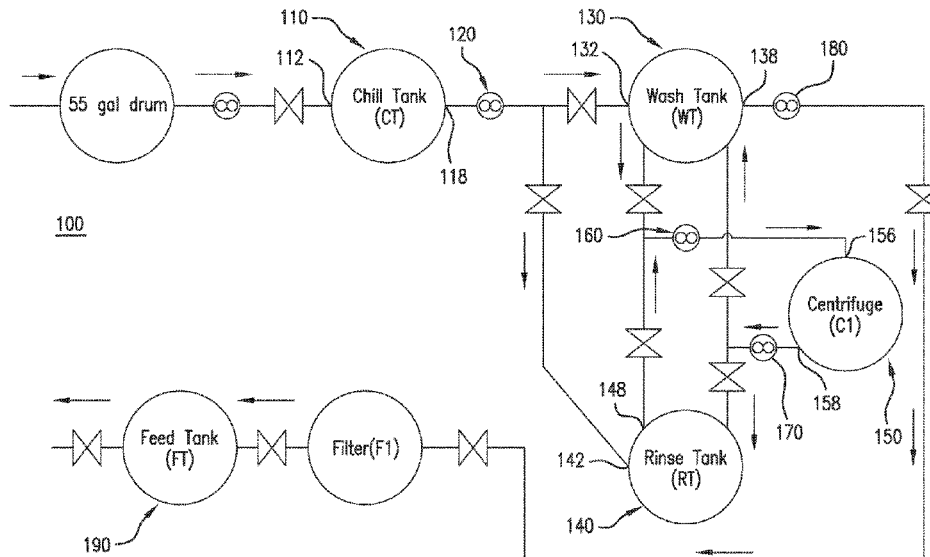 110
120
130
132
138
180
112
55 gal drum
Chill Tank
(CT)
Wash Tank
(WT)
118
100
160
156
Centrifuge
(C1)
148
158
170
150
Feed Tank
(FT)
Filter(F1)
142
Rinse Tank
(RT)
190
140